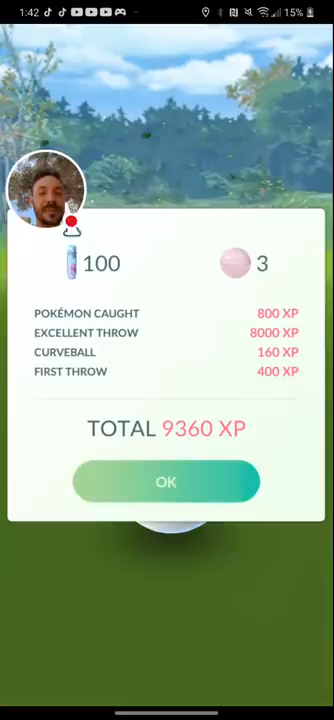 1:42
15%
100
3
POKÉMON CAUGHT 800 XP
EXCELLENT THROW 8000 XP
CURVEBALL 160 XP
FIRST THROW 400 XP
TOTAL 9360 XP
OK